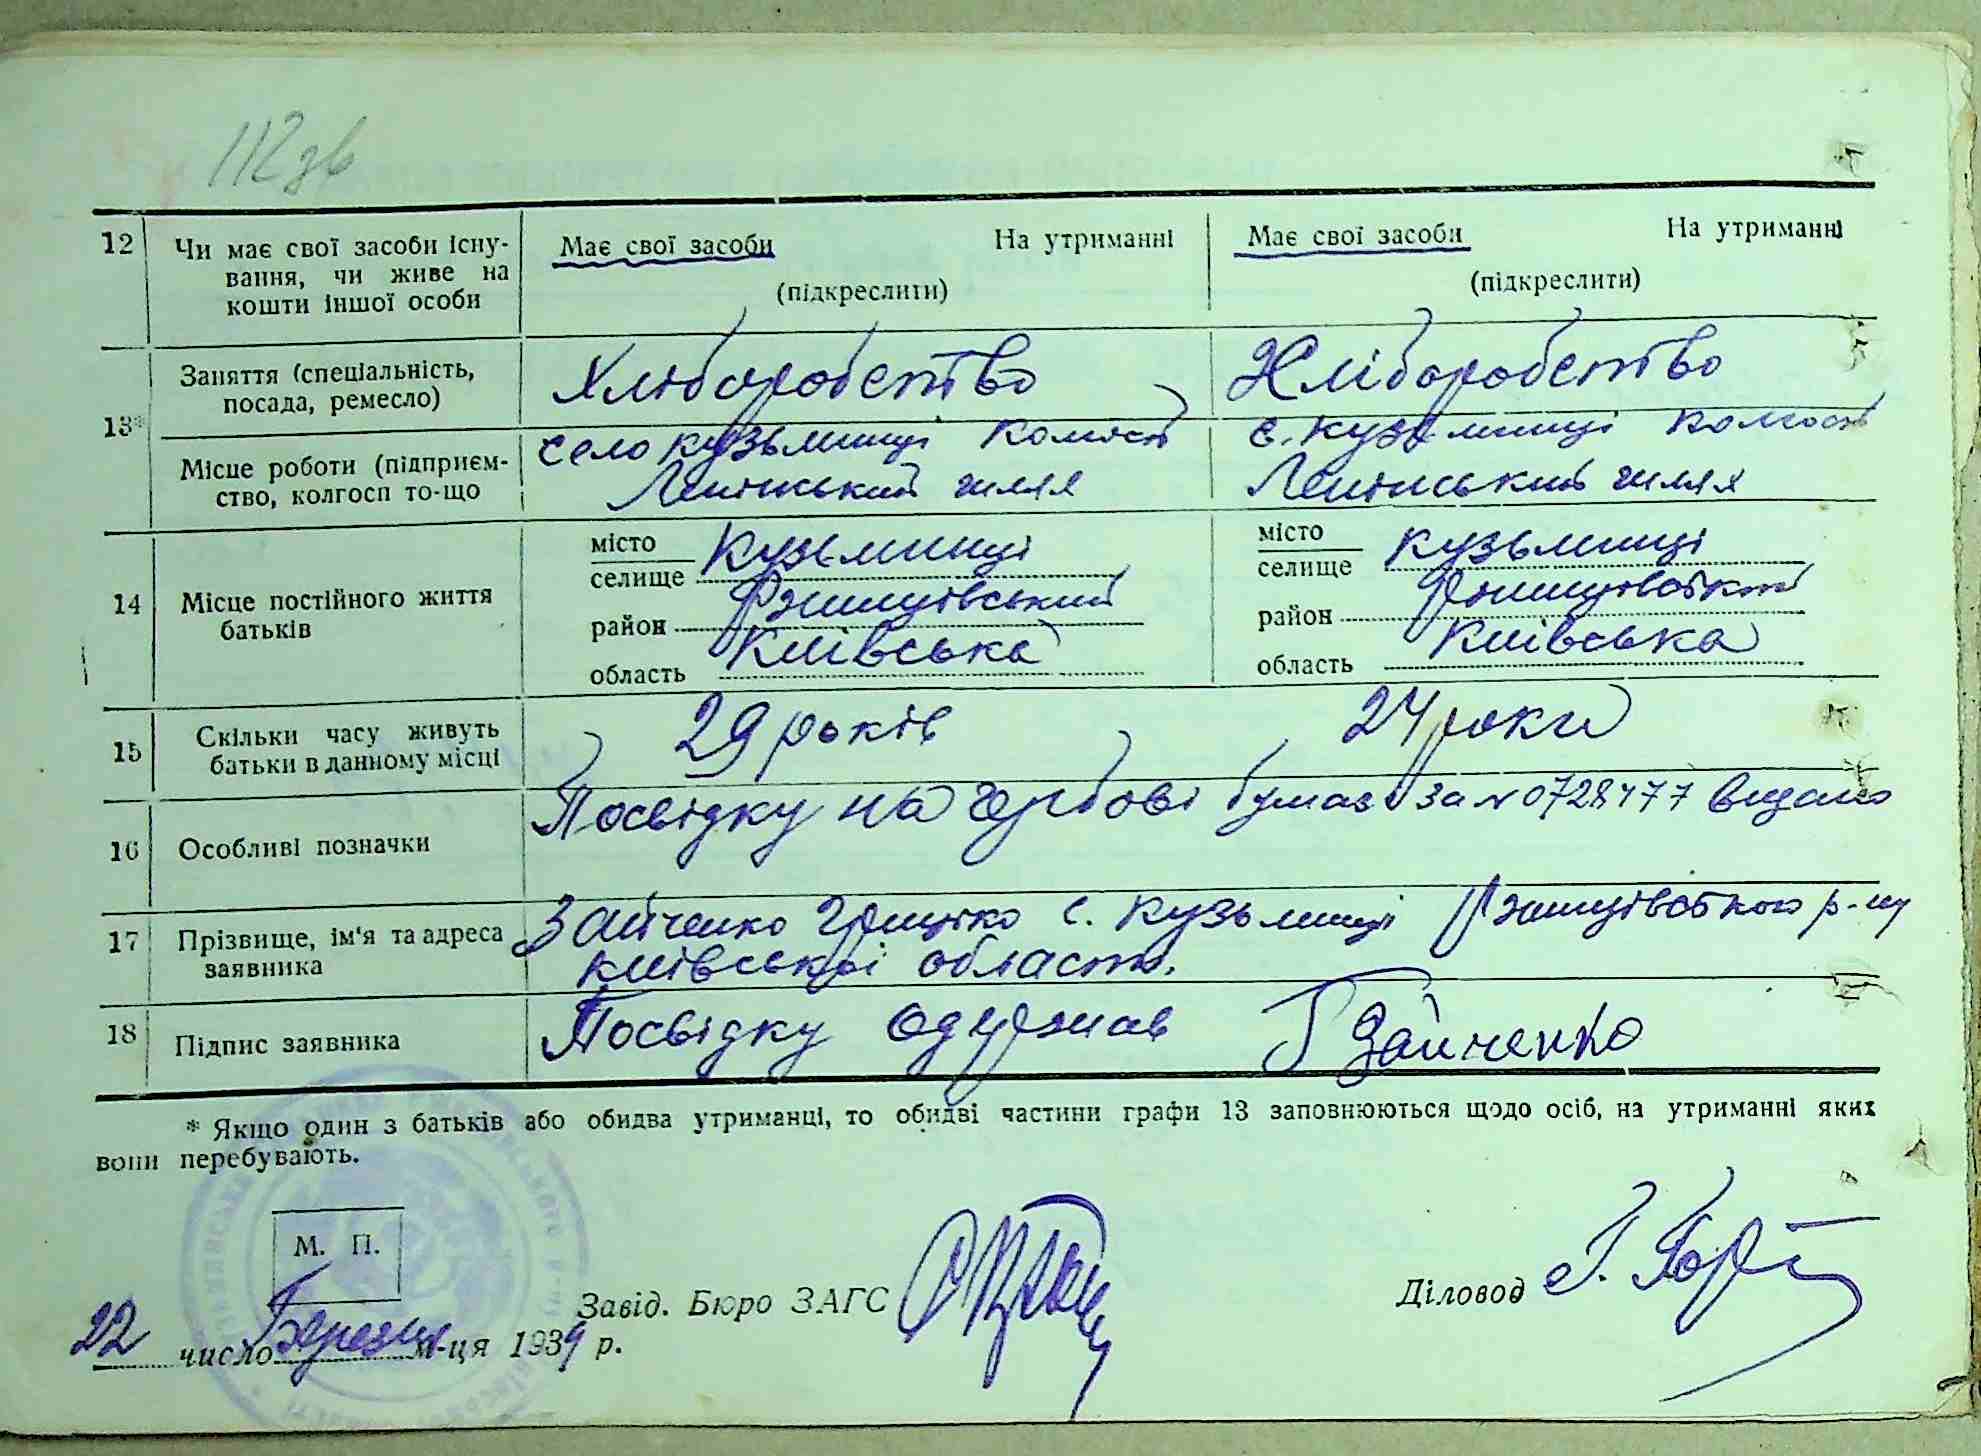 112 зв
12 Чи має свої засоби існу-
вання, чи живе на
кошти іншої особи
Має свої засоби На утриманні
(підкреслити)
Має свої засоби На утриманні
(підкреслити)
13*
Заняття (спеціальність,
посада, ремесло)
Хліборобство
Хліборобство
Місце роботи (підприєм-
ство, колгосп то-що
село Кузьминці Колгосп
Ленінський шлях
с. Кузьминці Колгосп
Ленінський шлях
14 Місце постійного життя
батьків
місто
селище Кузьминці
район Ржищівський
область Київська
місто
селище Кузьминці
район Ржищівський
область Київська
15 Скільки часу живуть
батьки в данному місці
29 років
24 роки
16 Особливі позначки
Посвідку на гербові бумазі за № 0728477 видано
17 Прізвище, ім'я та адреса
заявника
Зайченко Грицько с. Кузьминці Ржищівського р-ну
Київської області.
18 Підпис заявника
Посвідку одержав Г Зайченко
* Якщо один з батьків або обидва утриманці, то обидві частини графи 13 заповнюються щодо осіб, на утриманні яких
вони перебувають.
М. П.
Завід. Бюро ЗАГС
Діловод
22 число Березня м-ця 1939 р.